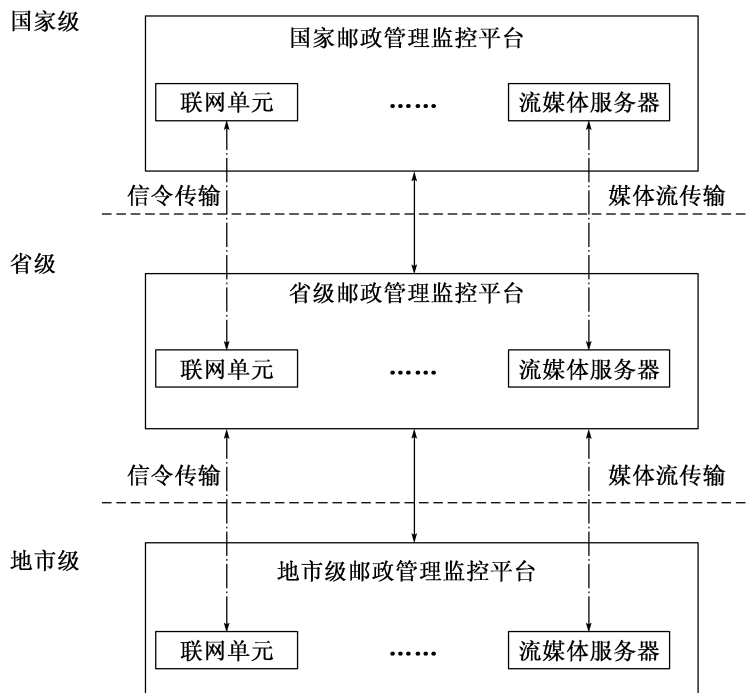 国家级
国家邮政管理监控平台
联网单元
……
流媒体服务器
信令传输
媒体流传输
省级
省级邮政管理监控平台
联网单元
……
流媒体服务器
信令传输
媒体流传输
地市级
地市级邮政管理监控平台
联网单元
……
流媒体服务器